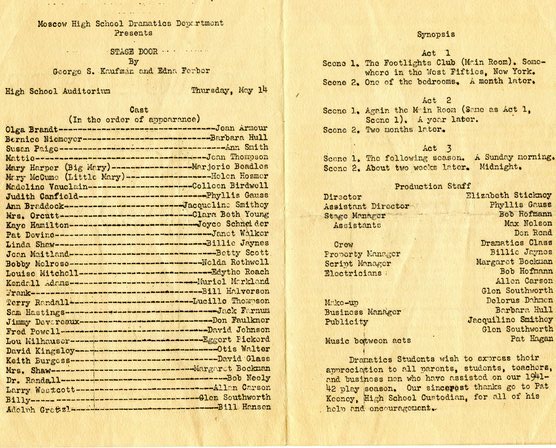 Moscow High School Dramatics Department
Presents
STAGE DOOR
By
George S. Kaufman and Edna Ferber
High School Auditorium Thursday, May 14
Cast
(In the order of appearance)
Olga Brandt Jean Armour
Bernice Niemeyer Barbara Hull
Susan Paige Ann Smith
Mattie Jean Thompson
Mary Harper (Big Mary) Marjorie Beadles
Mary McCune (Little Mary) Helen Hosmer
Madeline Vauclain Colleen Birdwell
Judith Canfield Phyllis Gauss
Ann Braddock Jacqueline Smithey
Mrs. Orcutt Clara Beth Young
Kaye Hamilton Joyce Schneider
Pat Devine Janet Walker
Linda Shaw Billie Jaynes
Jean Maitland Betty Scott
Bobby Melrose Helda Rothwell
Louise Mitchell Edythe Roach
Kendall Adams Muriel Markland
Frank Bill Halverson
Terry Randall Lucille Thompson
Sam Hastings Jack Farnum
Jimmy Devereaux Don Faulkner
Fred Powell David Johnson
Lou Milhauser Eggert Pickerd
David Kingsley Otis Walter
Keith Burgess David Glass
Mrs. Shaw Margaret Bockman
Dr. Randall Bob Neely
Larry Westcott Allan Carson
Billy Glen Southworth
Adolph Gretzl Bill Hansen
Synopsis
Act 1
Scene 1. The Footlights Club (Main Room). Some-
where in the West Fifties, New York.
Scene 2. One of the bedrooms. A month later.
Act 2
Scene 1. Again the Main Room (Same as Act 1,
Scene 1). A year later.
Scene 2. Two months later.
Act 3
Scene 1. The following season. A Sunday morning.
Scene 2. About two weeks later. Midnight.
Production Staff
Director Elizabeth Stickney
Assistant Director Phyllis Gauss
Stage Manager Bob Hofmann
Assistants Max Nelson
Don Read
Crew Dramatics Class
Property Manager Billie Jaynes
Script Manager Margaret Bockman
Electricians Bob Hofmann
Allen Carson
Glen Southworth
Make-up Delorus Dahmen
Business Manager Barbara Hull
Publicity Jacquiline Smithey
Glen Southworth
Music between acts Pat Hagan
Dramatics Students wish to express their
appreciation to all parents, students, teachers,
and business men who have assisted on our 1941-
42 play season. Our sincerest thanks go to Pat
Keeney, High School Custodian, for all of his
help and encouragement.